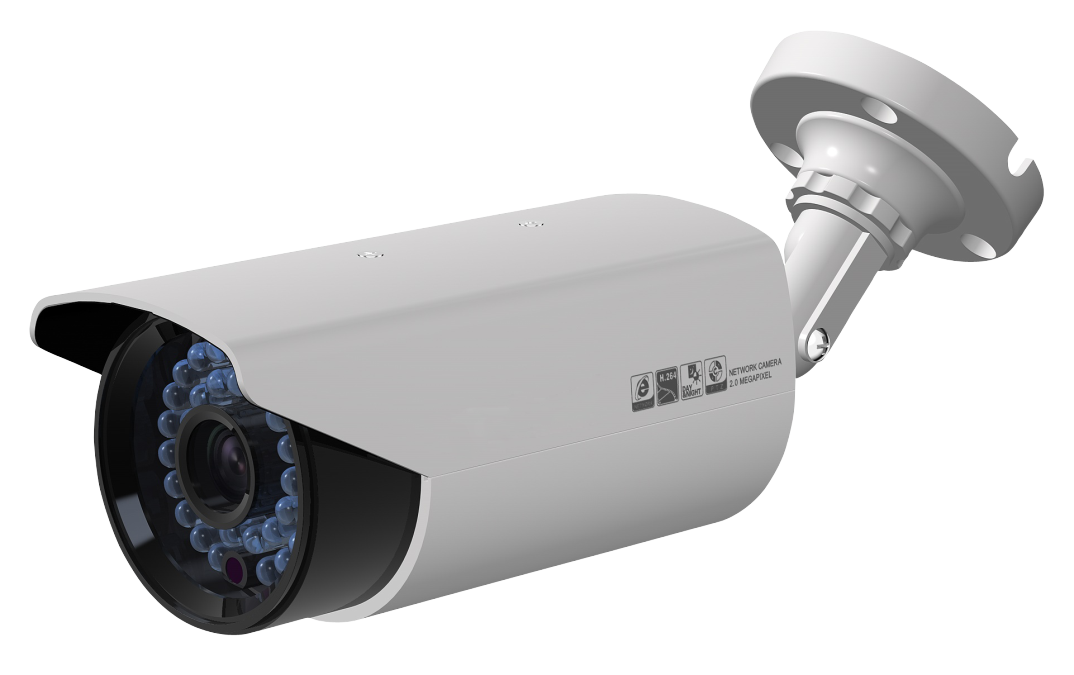 H.264
DAY
&NIGHT
NETWORK CAMERA
2.0 MEGAPIXEL